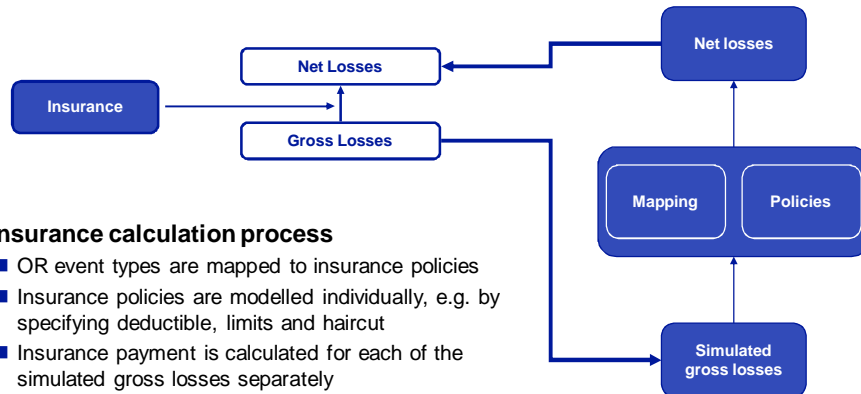 Net losses
Net Losses
Insurance
Gross Losses
Mapping
Policies
nsurance calculation process
OR event types are mapped to insurance policies
Insurance policies are modelled individually, e.g. by
specifying deductible, limits and haircut
Insurance payment is calculated for each of the
simulated gross losses separately
Simulated
gross losses